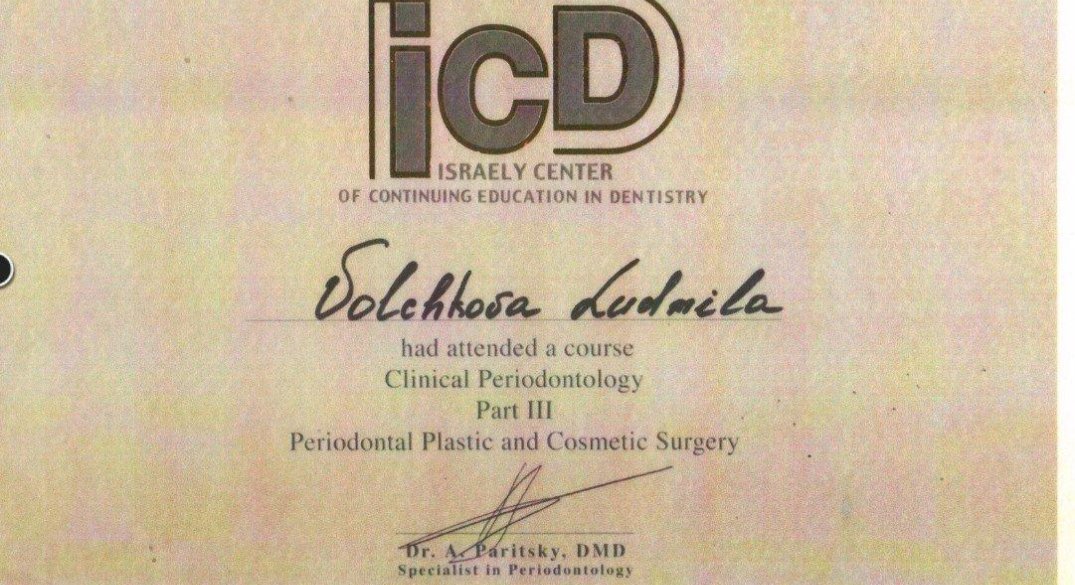 iCD
ISRAELY CENTER
OF CONTINUING EDUCATION IN DENTISTRY
Volchkova Ludmila
had attended a course
Clinical Periodontology
Part III
Periodontal Plastic and Cosmetic Surgery
Dr. A. Paritsky, DMD
Specialist in Periodontology